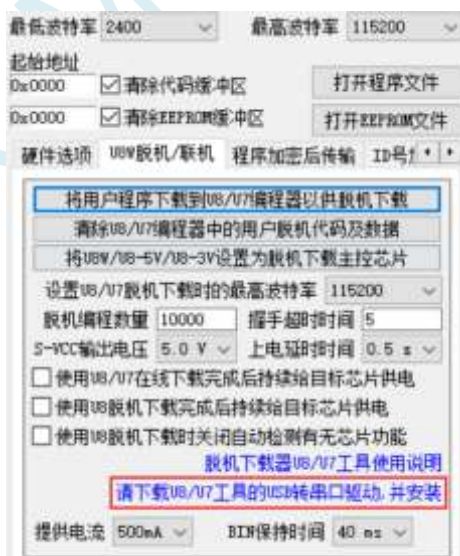 最低波特率 2400 最高波特率 115200
起始地址
0x0000 清除代码缓冲区 打开程序文件
0x0000 清除EEPROM缓冲区 打开EEPROM文件
硬件选项 U8W脱机/联机 程序加密后传输 ID号
将用户程序下载到U8/U7编程器以供脱机下载
清除U8/U7编程器中的用户脱机代码及数据
将U8W/U8-5V/U8-3V设置为脱机下载主控芯片
设置U8/U7脱机下载时的最高波特率 115200
脱机编程数量 10000 握手超时时间 5
S-VCC输出电压 5.0 V 上电延时时间 0.5 s
使用U8/U7在线下载完成后持续给目标芯片供电
使用U8脱机下载完成后持续给目标芯片供电
使用U8脱机下载时关闭自动检测有无芯片功能
脱机下载器U8/U7工具使用说明
请下载U8/U7工具的USB转串口驱动,并安装
提供电流 500mA BIN保持时间 40 ms